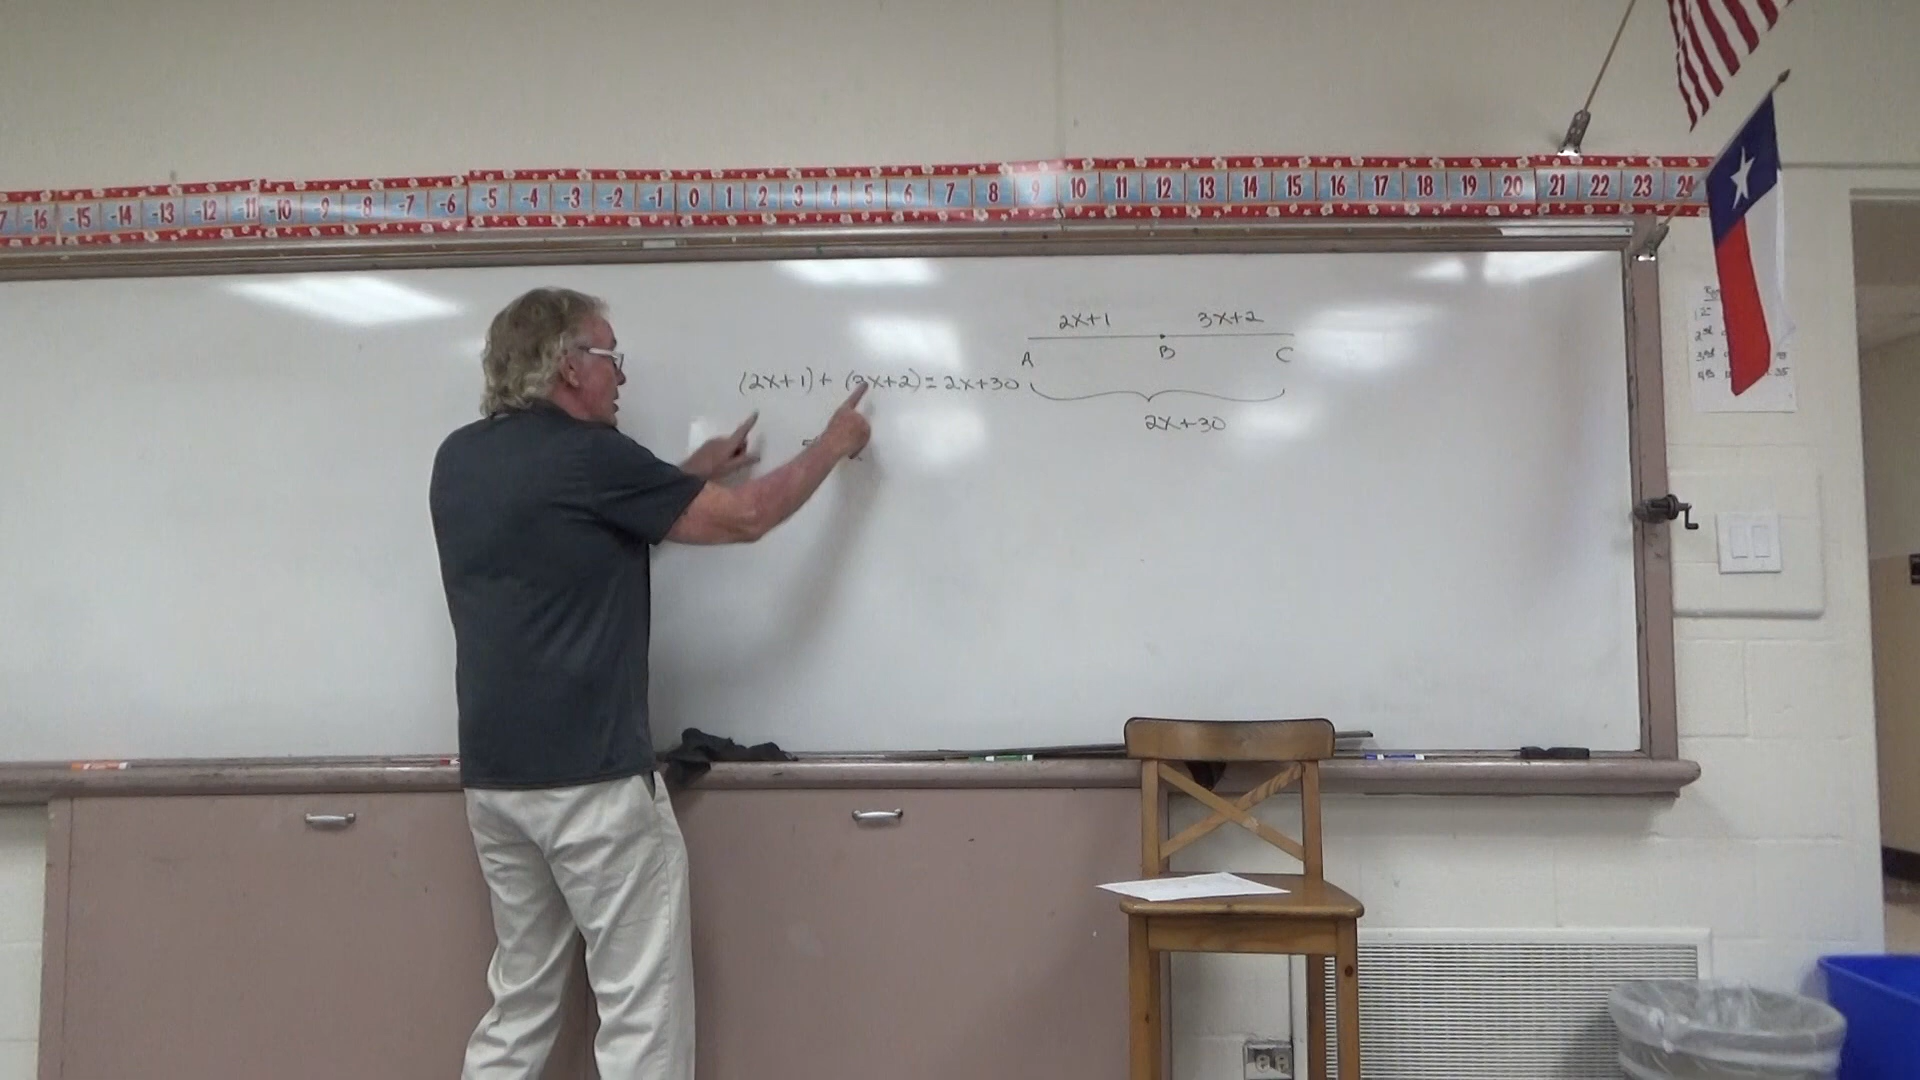 -16 -15 -14 -13 -12 -11 -10 -9 -8 -7 -6 -5 -4 -3 -2 -1 0 1 2 3 4 5 6 7 8 9 10 11 12 13 14 15 16 17 18 19 20 21 22 23 24
2x+1 3x+2
A B C
(2x+1)+(3x+2)=2x+30
2x+30